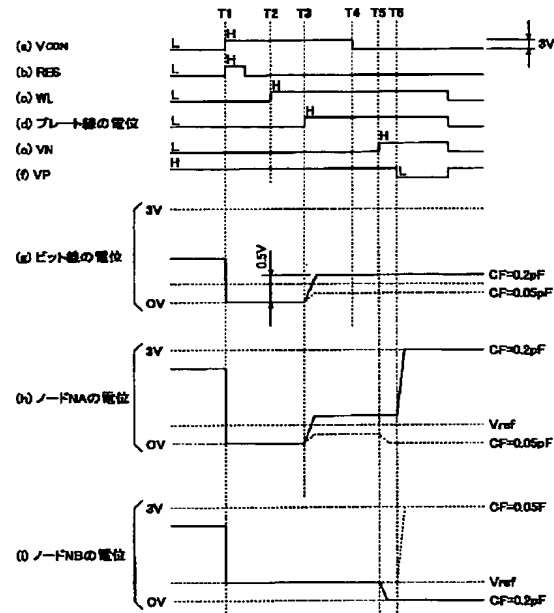 T1 T2 T3 T4 T5 T6
(a) VCON L H 3V
(b) RES L H
(c) WL L H
(d) プレート線の電位 L H
(e) VN L H
(f) VP H L
3V
(g) ビット線の電位 0.5V CF=0.2pF
CF=0.05pF
0V
3V CF=0.2pF
(h) ノードNAの電位
Vref
0V CF=0.05pF
3V CF=0.05F
(i) ノードNBの電位
Vref
0V CF=0.2pF